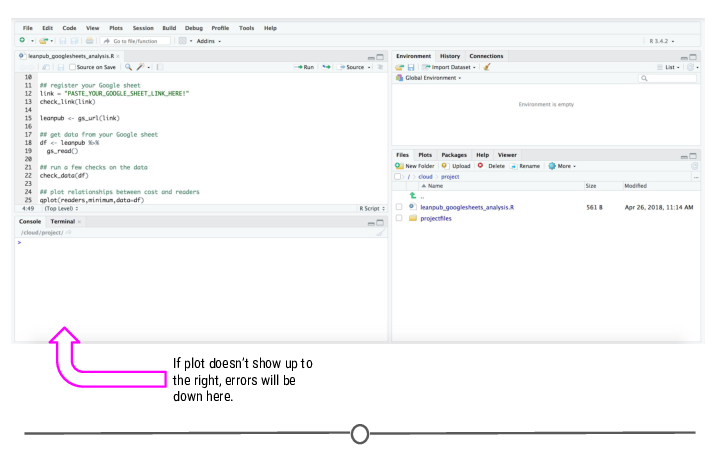 File Edit Code View Plots Session Build Debug Profile Tools Help
Go to file/function Addins R 3.4.2
leanpub_googlesheets_analysis.R
Source on Save Run Source
10
11 ## register your Google sheet
12 link = "PASTE_YOUR_GOOGLE_SHEET_LINK_HERE!"
13 check_link(link)
14
15 leanpub <- gs_url(link)
16
17 ## get data from your Google sheet
18 df <- leanpub %>%
19 gs_read()
20
21 ## run a few checks on the data
22 check_data(df)
23
24 ## plot relationships between cost and readers
25 qplot(readers,minimum,data=df)
4:49 (Top Level) R Script
Console Terminal
/cloud/project/
>
Environment History Connections
Import Dataset List
Global Environment
Environment is empty
Files Plots Packages Help Viewer
New Folder Upload Delete Rename More
/ cloud project ...
Name Size Modified
..
leanpub_googlesheets_analysis.R 561 B Apr 26, 2018, 11:14 AM
projectfiles
If plot doesn't show up to
the right, errors will be
down here.